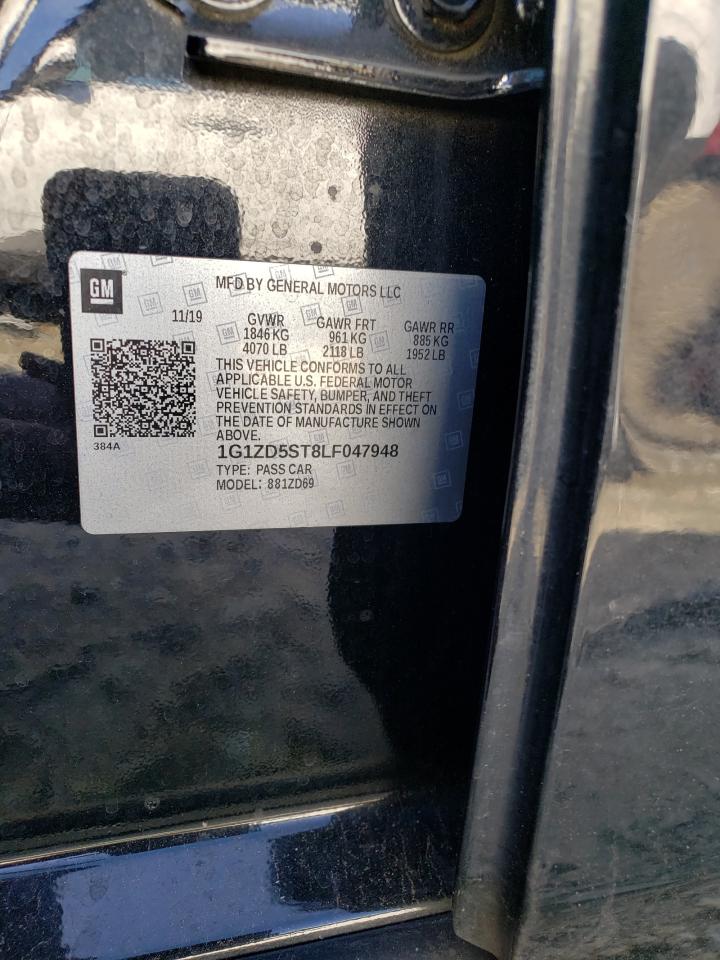 GM
MFD BY GENERAL MOTORS LLC
11/19 GVWR GAWR FRT GAWR RR
1846 KG 961 KG 885 KG
4070 LB 2118 LB 1952 LB
THIS VEHICLE CONFORMS TO ALL
APPLICABLE U.S. FEDERAL MOTOR
VEHICLE SAFETY, BUMPER, AND THEFT
PREVENTION STANDARDS IN EFFECT ON
THE DATE OF MANUFACTURE SHOWN
ABOVE.
384A
1G1ZD5ST8LF047948
TYPE: PASS CAR
MODEL: 881ZD69